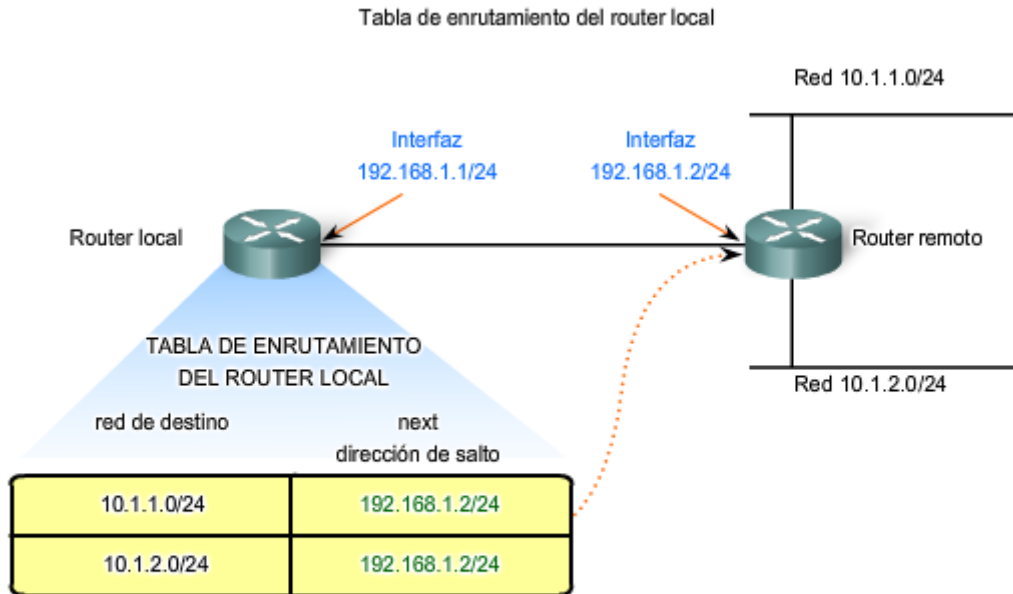 Tabla de enrutamiento del router local
Red 10.1.1.0/24
Interfaz
192.168.1.1/24
Interfaz
192.168.1.2/24
Router local
Router remoto
TABLA DE ENRUTAMIENTO
DEL ROUTER LOCAL
Red 10.1.2.0/24
red de destino
next
dirección de salto
10.1.1.0/24 192.168.1.2/24
10.1.2.0/24 192.168.1.2/24